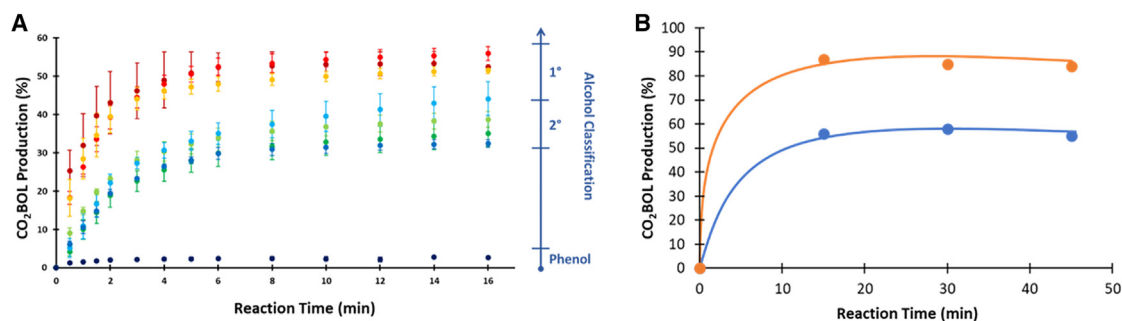 A
CO₂BOL Production (%)
60
50
40
30
20
10
0
0 2 4 6 8 10 12 14 16
Reaction Time (min)
1°
2°
Phenol
Alcohol Classification
B
CO₂BOL Production (%)
100
90
80
70
60
50
40
30
20
10
0
0 10 20 30 40 50
Reaction Time (min)